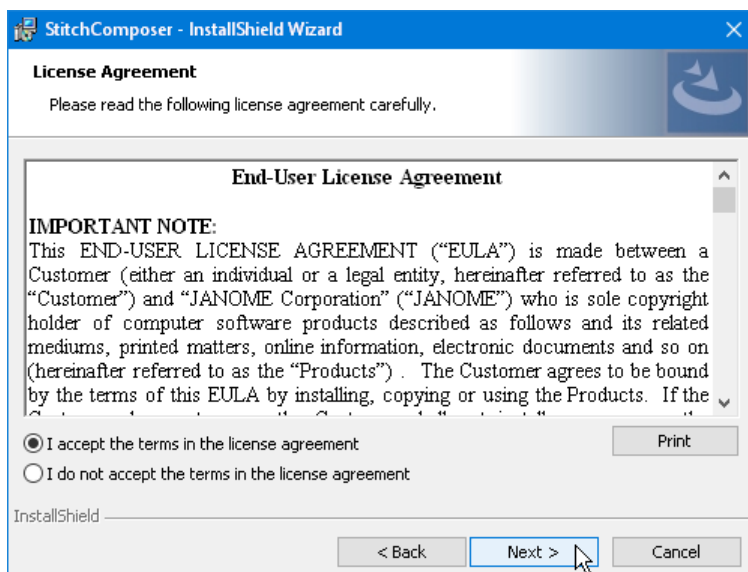 StitchComposer - InstallShield Wizard
License Agreement
Please read the following license agreement carefully.
End-User License Agreement
IMPORTANT NOTE:
This END-USER LICENSE AGREEMENT (“EULA”) is made between a
Customer (either an individual or a legal entity, hereinafter referred to as the
“Customer”) and “JANOME Corporation” (“JANOME”) who is sole copyright
holder of computer software products described as follows and its related
mediums, printed matters, online information, electronic documents and so on
(hereinafter referred to as the “Products”) . The Customer agrees to be bound
by the terms of this EULA by installing, copying or using the Products. If the
I accept the terms in the license agreement
Print
I do not accept the terms in the license agreement
InstallShield
< Back
Next >
Cancel